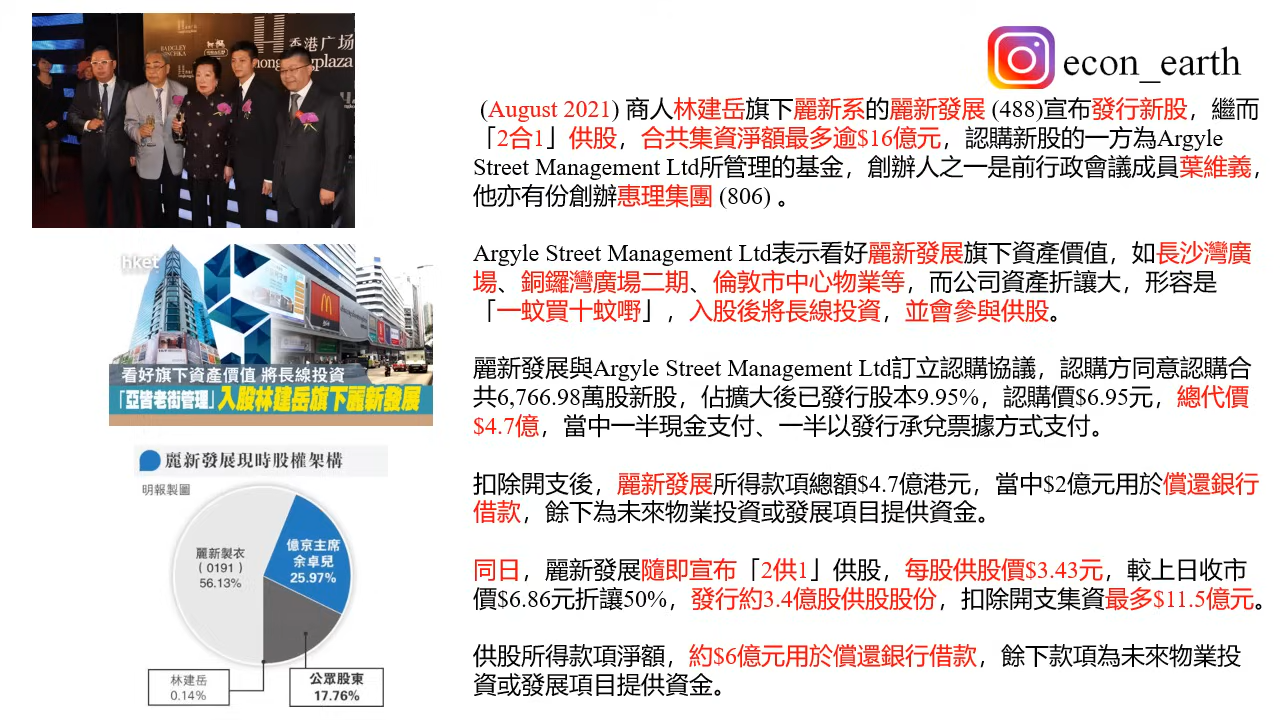 econ_earth
(August 2021) 商人林建岳旗下麗新系的麗新發展 (488)宣布發行新股，繼而
「2合1」供股，合共集資淨額最多逾$16億元，認購新股的一方為Argyle
Street Management Ltd所管理的基金，創辦人之一是前行政會議成員葉維義，
他亦有份創辦惠理集團 (806) 。
Argyle Street Management Ltd表示看好麗新發展旗下資產價值，如長沙灣廣
場、銅鑼灣廣場二期、倫敦市中心物業等，而公司資產折讓大，形容是
「一蚊買十蚊嘢」，入股後將長線投資，並會參與供股。
麗新發展與Argyle Street Management Ltd訂立認購協議，認購方同意認購合
共6,766.98萬股新股，佔擴大後已發行股本9.95%，認購價$6.95元，總代價
$4.7億，當中一半現金支付、一半以發行承兌票據方式支付。
扣除開支後，麗新發展所得款項總額$4.7億港元，當中$2億元用於償還銀行
借款，餘下為未來物業投資或發展項目提供資金。
同日，麗新發展隨即宣布「2供1」供股，每股供股價$3.43元，較上日收市
價$6.86元折讓50%，發行約3.4億股供股股份，扣除開支集資最多$11.5億元。
供股所得款項淨額，約$6億元用於償還銀行借款，餘下款項為未來物業投
資或發展項目提供資金。
香港广场
hong plaza
BADGLEY
hket
看好旗下資產價值 將長線投資
「亞皆老街管理」入股林建岳旗下麗新發展
麗新發展現時股權架構
明報製圖
麗新製衣
(0191)
56.13%
億京主席
余卓兒
25.97%
林建岳
0.14%
公眾股東
17.76%